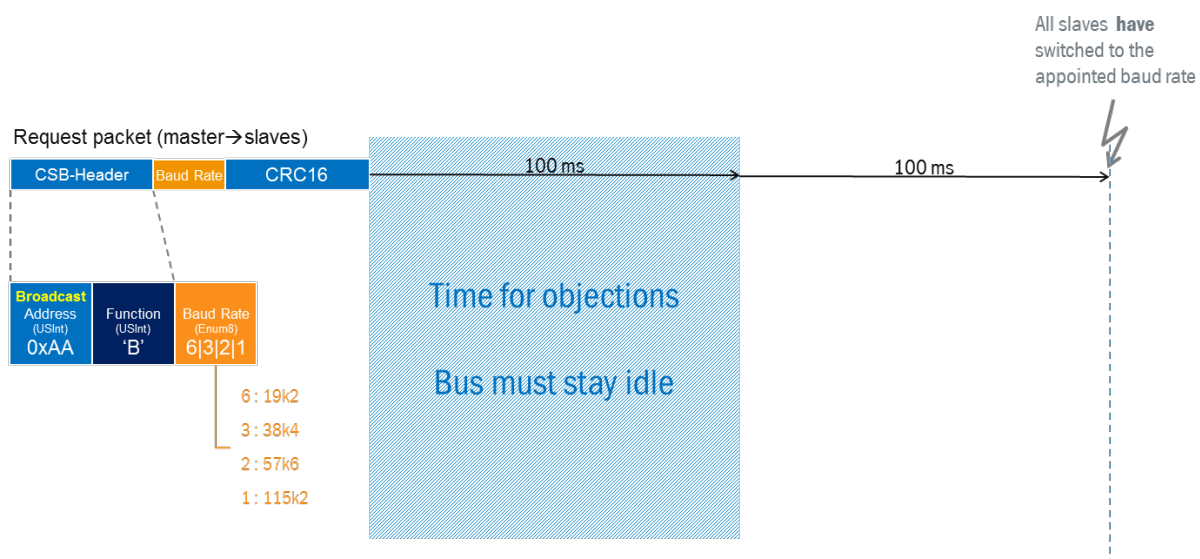 All slaves have
switched to the
appointed baud rate
Request packet (master→slaves)
CSB-Header
Baud Rate
CRC16
100 ms
100 ms
Broadcast
Address
(USInt)
0xAA
Function
(USInt)
'B'
Baud Rate
(Enum8)
6|3|2|1
Time for objections
Bus must stay idle
6 : 19k2
3 : 38k4
2 : 57k6
1 : 115k2